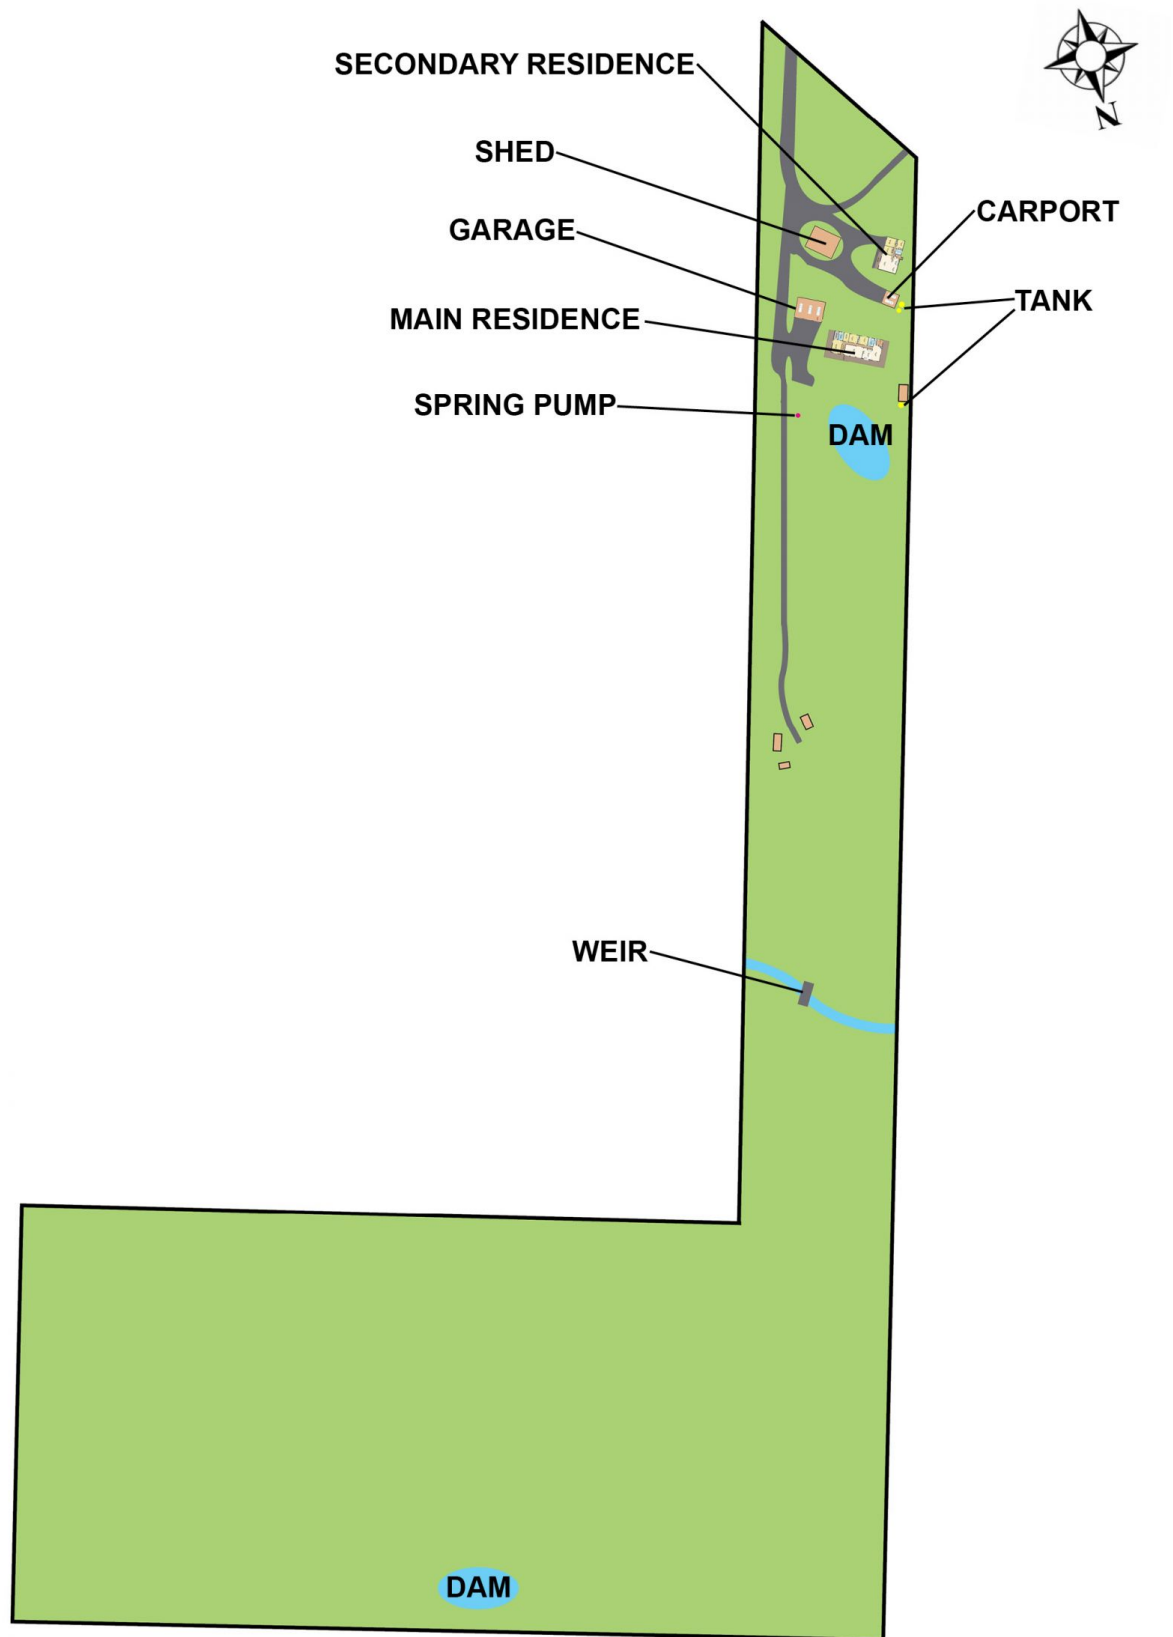 SECONDARY RESIDENCE
SHED
CARPORT
GARAGE
TANK
MAIN RESIDENCE
SPRING PUMP
DAM
WEIR
DAM
N